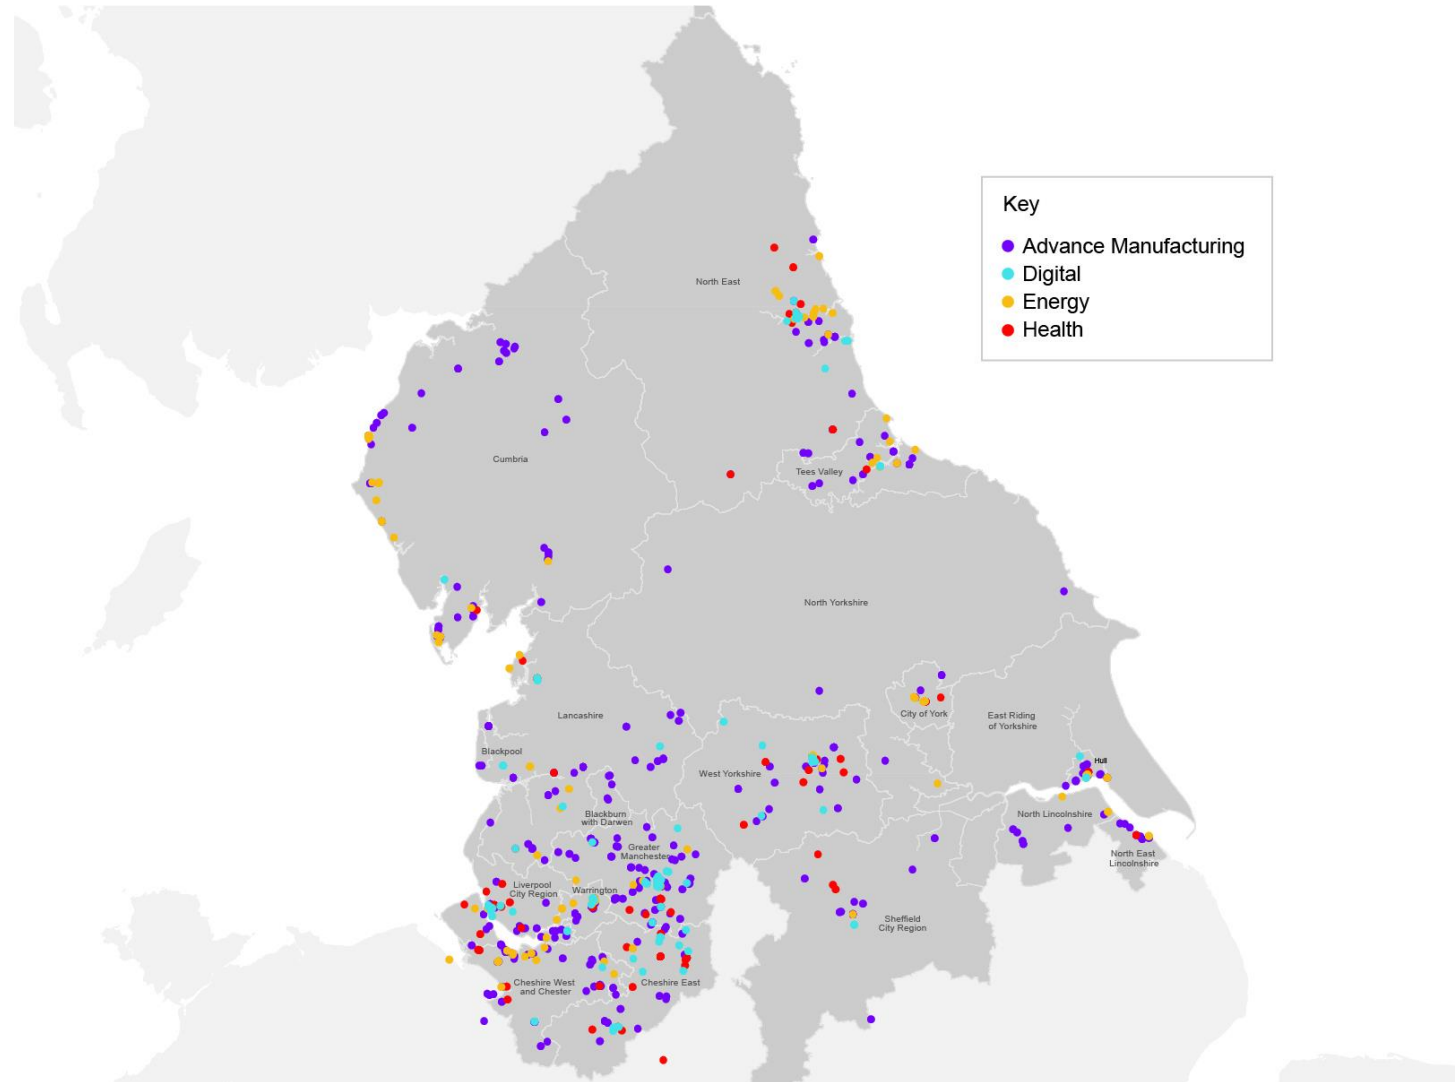 Key
Advance Manufacturing
Digital
Energy
Health
North East
Cumbria
Tees Valley
North Yorkshire
City of York
East Riding
of Yorkshire
Lancashire
Blackpool
West Yorkshire
Hull
Blackburn
with Darwen
North Lincolnshire
Greater
Manchester
North East
Lincolnshire
Liverpool
City Region
Warrington
Sheffield
City Region
Cheshire West
and Chester
Cheshire East